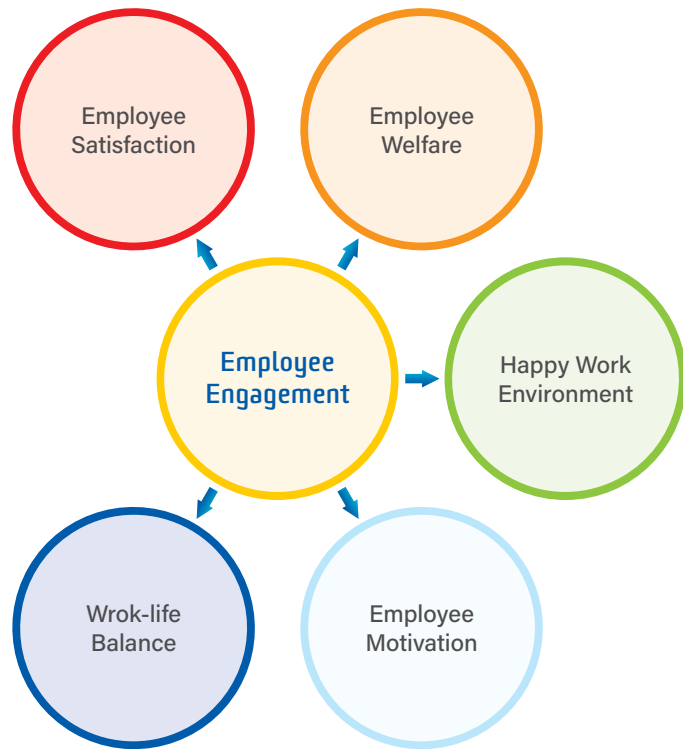 Employee
Satisfaction
Employee
Welfare
Employee
Engagement
Happy Work
Environment
Wrok-life
Balance
Employee
Motivation